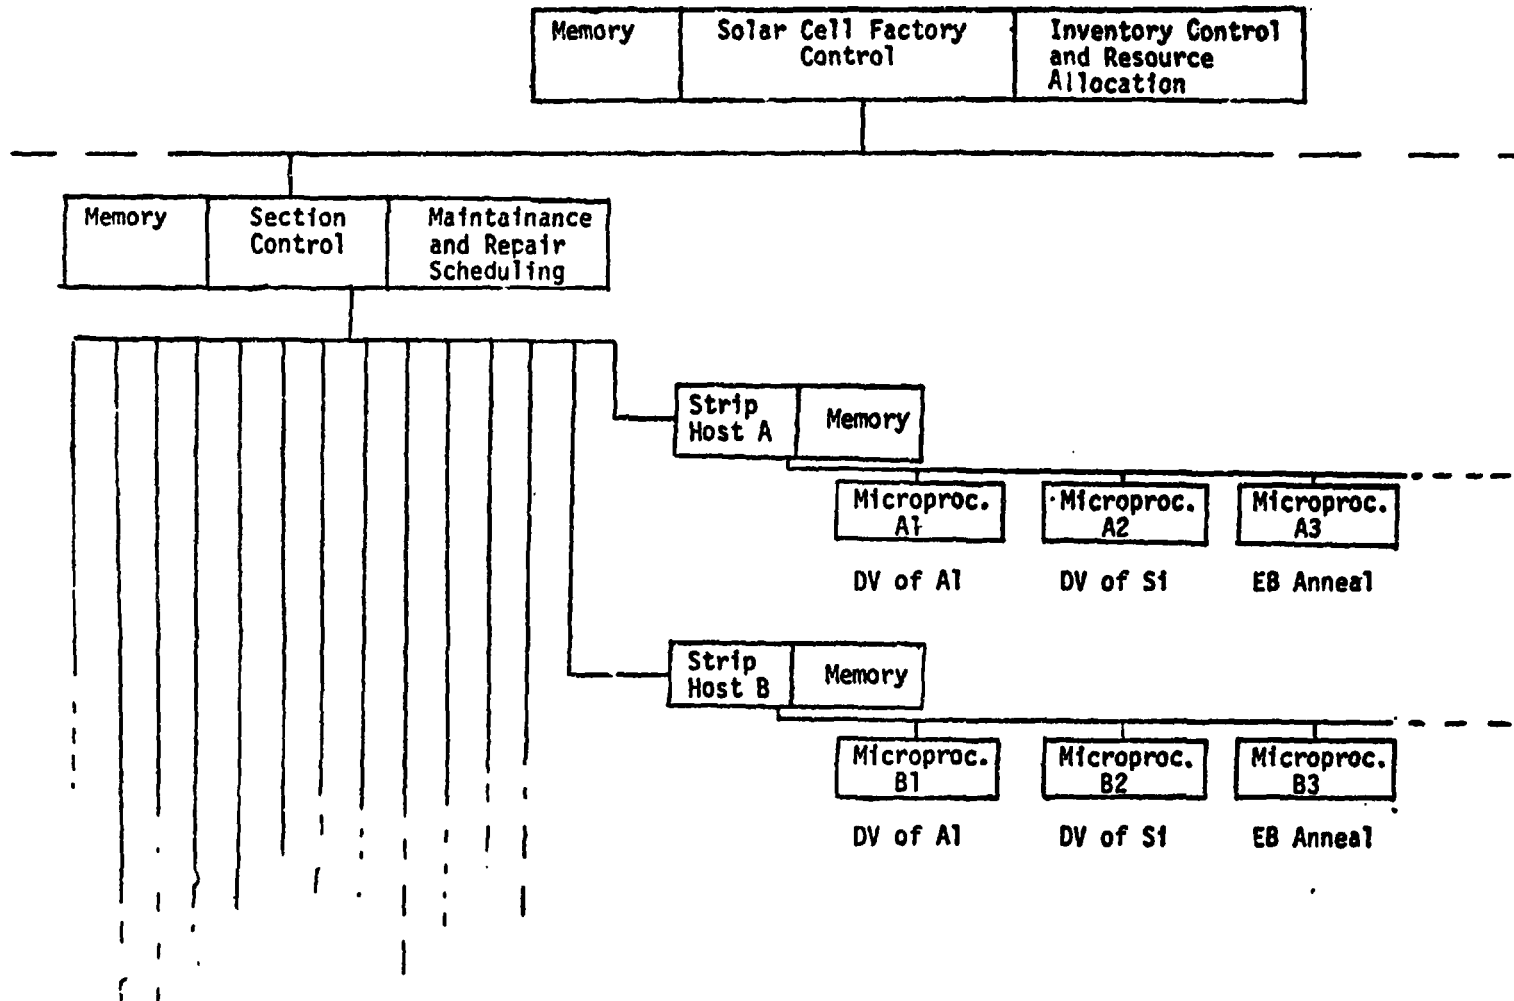 Memory
Solar Cell Factory
Control
Inventory Control
and Resource
Allocation
Memory
Section
Control
Maintainance
and Repair
Scheduling
Strip
Host A
Memory
Microproc.
A1
Microproc.
A2
Microproc.
A3
DV of Al
DV of Si
EB Anneal
Strip
Host B
Memory
Microproc.
B1
Microproc.
B2
Microproc.
B3
DV of Al
DV of Si
EB Anneal